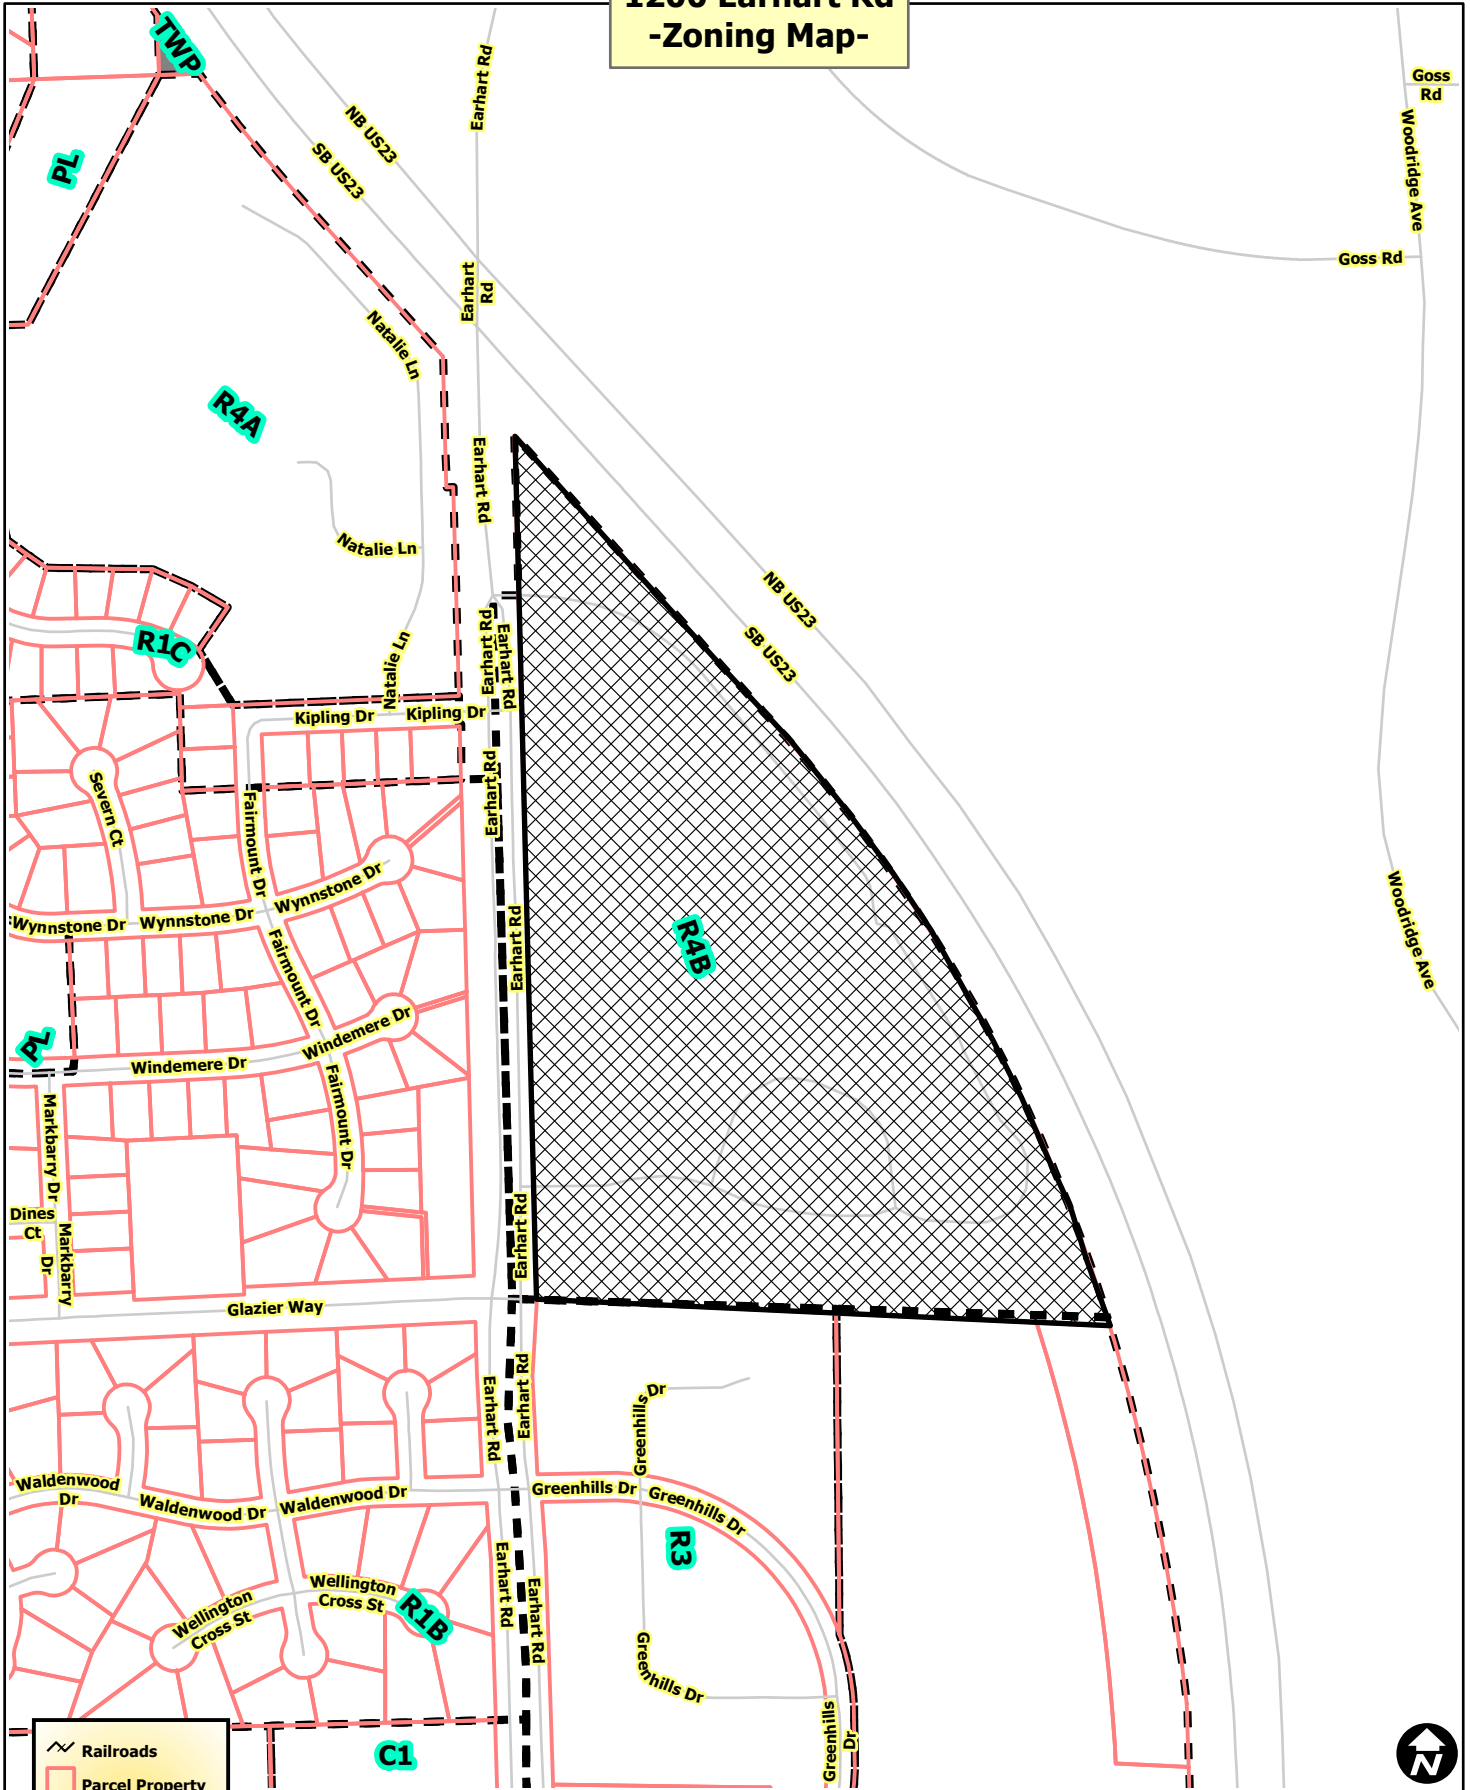 1200 Earhart Rd
-Zoning Map-
TWP
Earhart Rd
NB US23
SB US23
Goss
Rd
Woodridge Ave
PL
Goss Rd
Earhart
Rd
Natalie Ln
R4A
Earhart Rd
Natalie Ln
NB US23
SB US23
R1C
Natalie Ln
Earhart Rd
Earhart Rd
Kipling Dr
Kipling Dr
Severn Ct
Fairmount Dr
Earhart Rd
Wynnstone Dr
Wynnstone Dr
Wynnstone Dr
Earhart Rd
R4B
Woodridge Ave
Fairmount Dr
PL
Windemere Dr
Windemere Dr
Markbarry Dr
Fairmount Dr
Dines
Ct
Markbarry
Dr
Earhart Rd
Glazier Way
Earhart Rd
Earhart Rd
Greenhills Dr
Waldenwood
Dr
Waldenwood Dr
Waldenwood Dr
Greenhills Dr
Greenhills Dr
R3
Earhart Rd
Earhart Rd
Wellington
Cross St
Wellington
Cross St
R1B
Greenhills Dr
Greenhills
Dr
C1
Railroads
Parcel Property
N